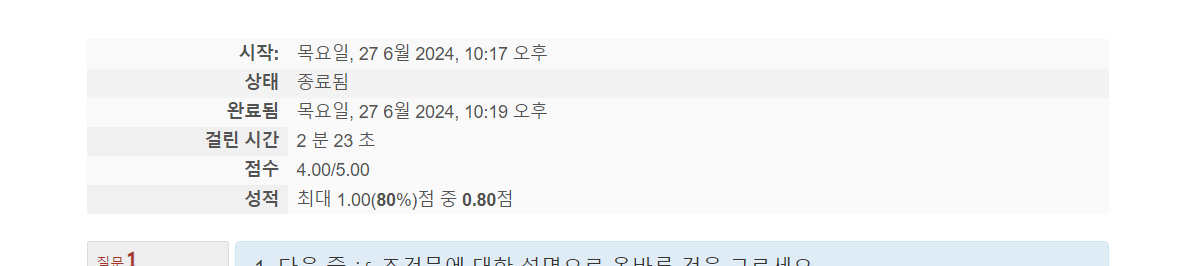 시작: 목요일, 27 6월 2024, 10:17 오후
상태 종료됨
완료됨 목요일, 27 6월 2024, 10:19 오후
걸린 시간 2 분 23 초
점수 4.00/5.00
성적 최대 1.00(80%)점 중 0.80점
질문 1
1. 다음 중 if 조건문에 대한 설명으로 올바른 것을 고르세요